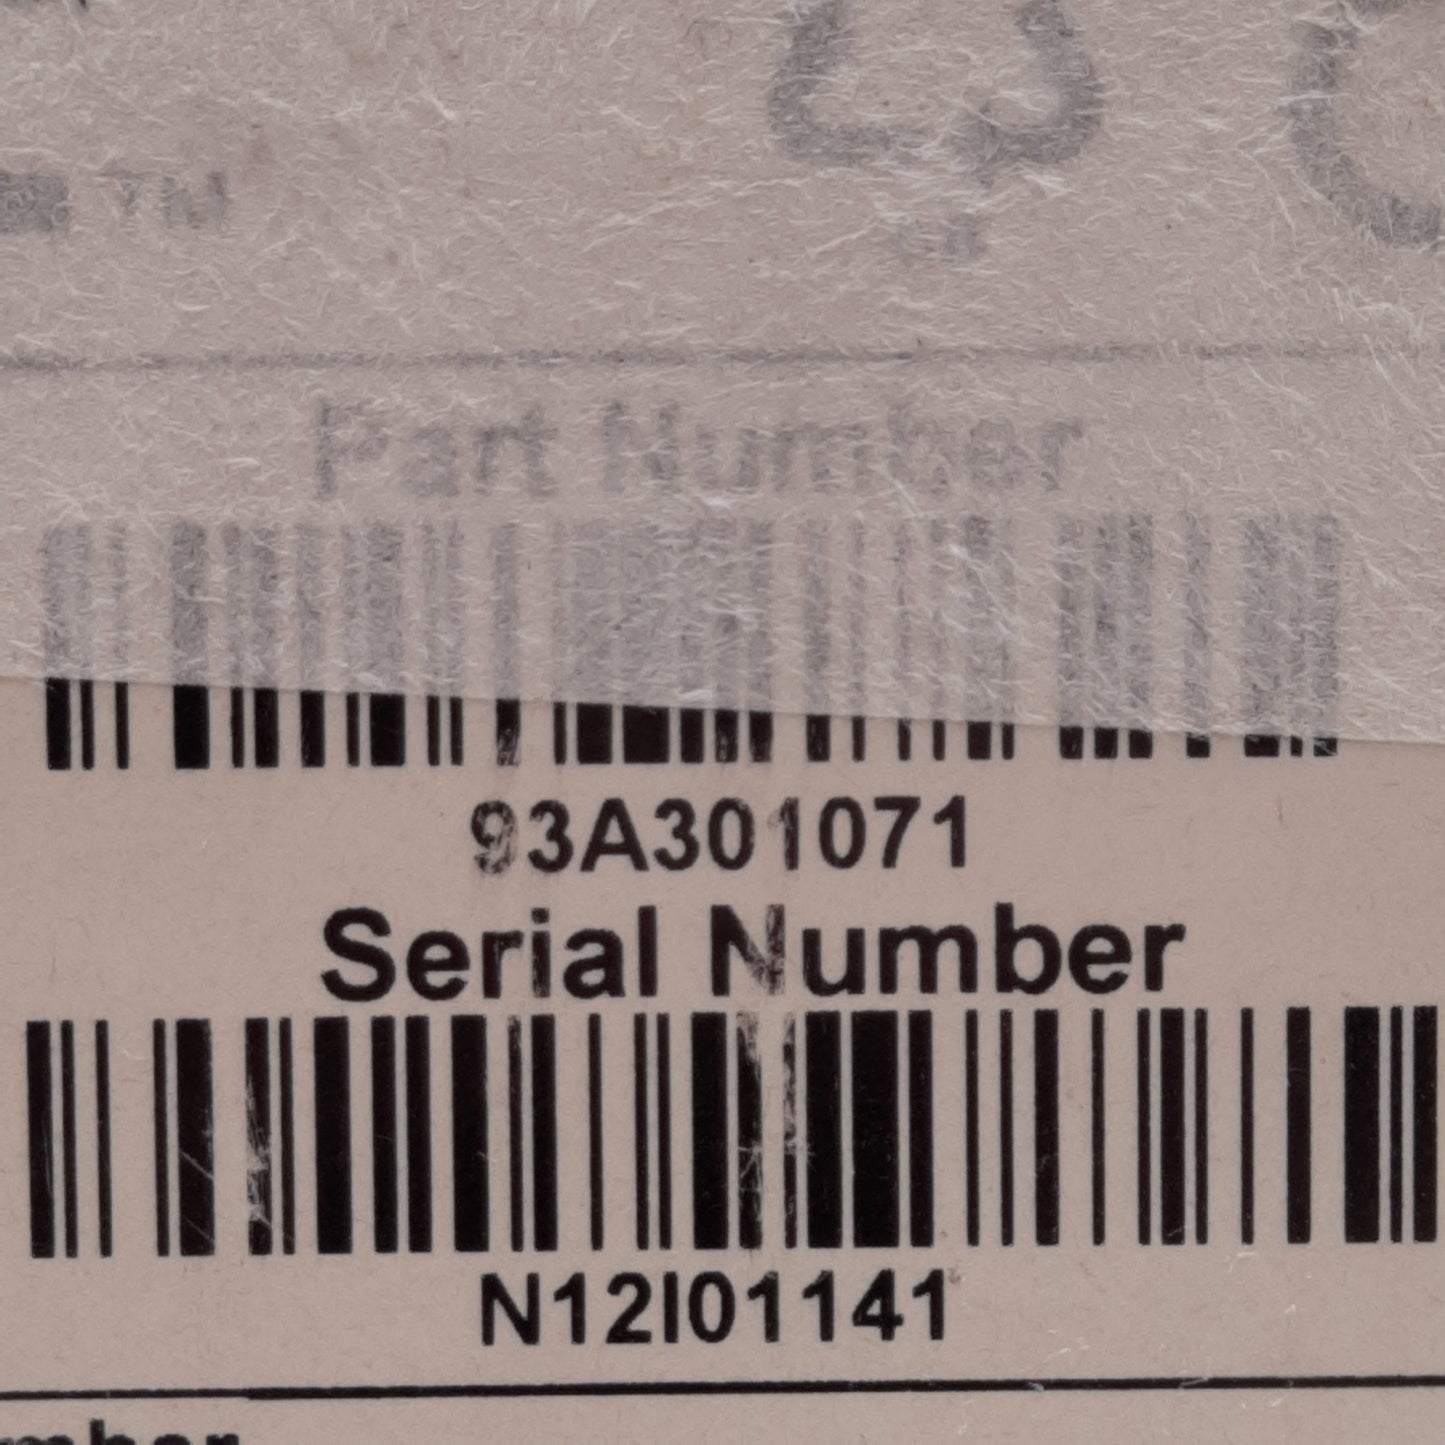 TM
Part Number
93A301071
Serial Number
N12I01141